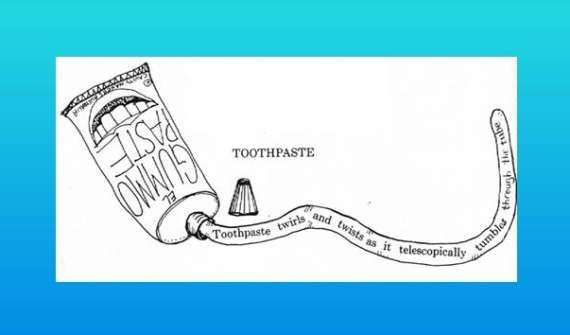 TOOTHPASTE
EL
GUMMO
PASTE
Toothpaste twirls and twists as it telescopically tumbles through the tube.